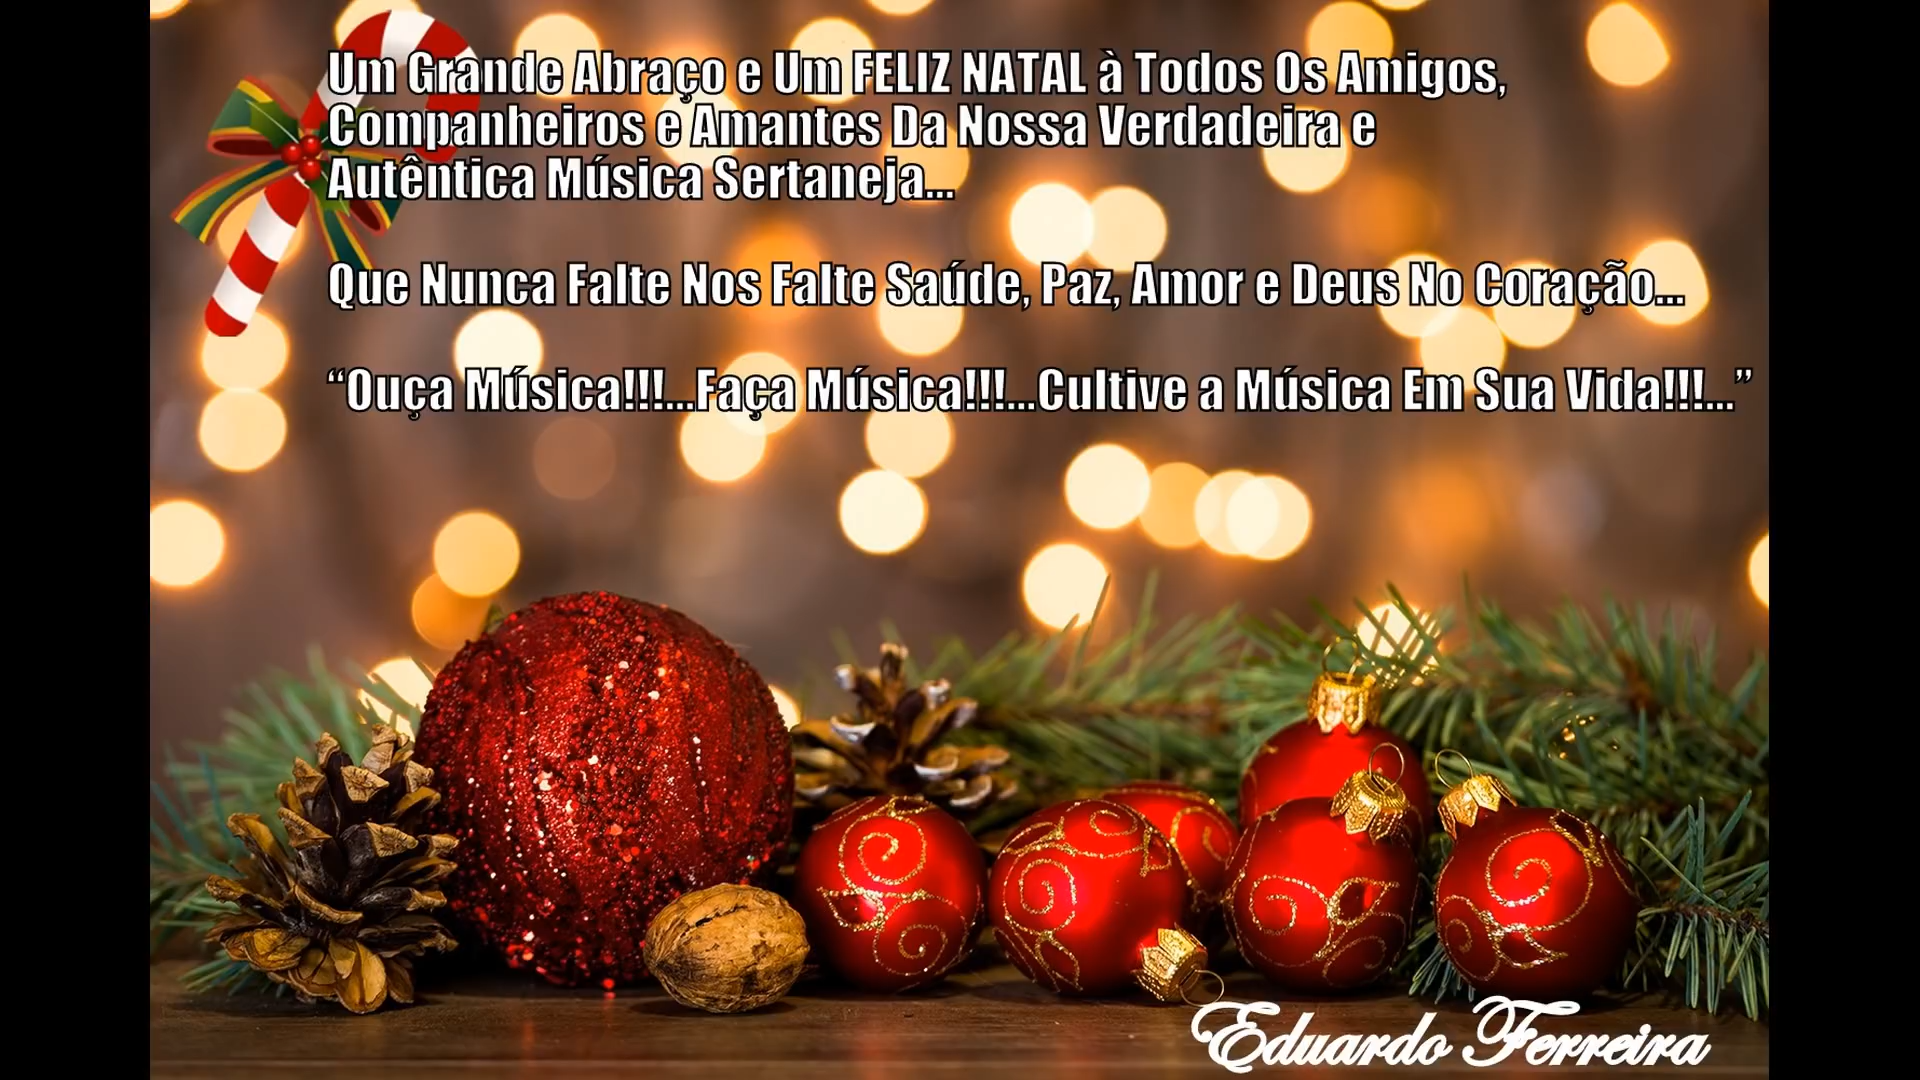 Um Grande Abraço e Um FELIZ NATAL à Todos Os Amigos,
Companheiros e Amantes Da Nossa Verdadeira e
Autêntica Música Sertaneja...
Que Nunca Falte Nos Falte Saúde, Paz, Amor e Deus No Coração...
“Ouça Música!!!...Faça Música!!!...Cultive a Música Em Sua Vida!!!...”
Eduardo Ferreira